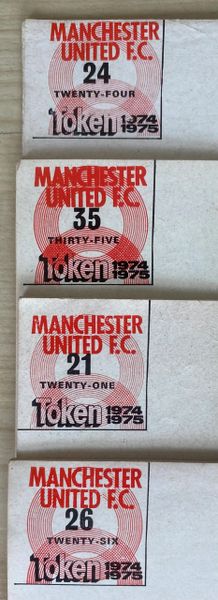 MANCHESTER
UNITED F.C.
24
TWENTY-FOUR
Token 1974
1975
MANCHESTER
UNITED F.C.
35
THIRTY-FIVE
Token 1974
1975
MANCHESTER
UNITED F.C.
21
TWENTY-ONE
Token 1974
1975
MANCHESTER
UNITED F.C.
26
TWENTY-SIX
Token 1974
1975